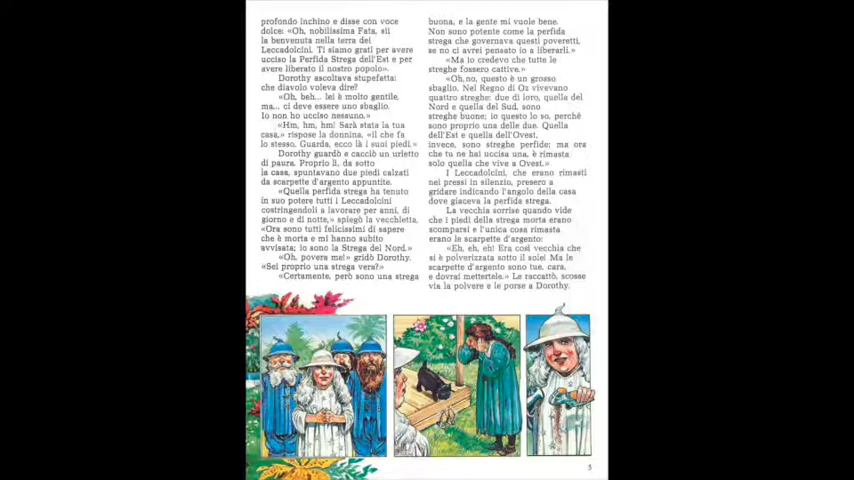 profondo inchino e disse con voce
dolce: «Oh, nobilissima Fata, sii
la benvenuta nella terra dei
Leccadolcini. Ti siamo grati per avere
ucciso la Perfida Strega dell'Est e per
avere liberato il nostro popolo».
Dorothy ascoltava stupefatta:
che diavolo voleva dire?
«Oh, beh... lei è molto gentile,
ma... ci deve essere uno sbaglio.
Io non ho ucciso nessuno.»
«Hm, hm, hm! Sarà stata la tua
casa,» rispose la donnina, «il che fa
lo stesso. Guarda, ecco là i suoi piedi.»
Dorothy guardò e cacciò un urletto
di paura. Proprio lì, da sotto
la casa, spuntavano due piedi calzati
da scarpette d'argento appuntite.
«Quella perfida strega ha tenuto
in suo potere tutti i Leccadolcini
costringendoli a lavorare per anni, di
giorno e di notte,» spiegò la vecchietta.
«Ora sono tutti felicissimi di sapere
che è morta e mi hanno subito
avvisata; io sono la Strega del Nord.»
«Oh, povera me!» gridò Dorothy.
«Sei proprio una strega vera?»
«Certamente, però sono una strega
buona, e la gente mi vuole bene.
Non sono potente come la perfida
strega che governava questi poveretti,
se no ci avrei pensato io a liberarli.»
«Ma io credevo che tutte le
streghe fossero cattive.»
«Oh, no, questo è un grosso
sbaglio. Nel Regno di Oz vivevano
quattro streghe: due di loro, quella del
Nord e quella del Sud, sono
streghe buone; io questo lo so, perché
sono proprio una delle due. Quella
dell'Est e quella dell'Ovest,
invece, sono streghe perfide; ma ora
che tu ne hai uccisa una, è rimasta
solo quella che vive a Ovest.»
I Leccadolcini, che erano rimasti
nei pressi in silenzio, presero a
gridare indicando l'angolo della casa
dove giaceva la perfida strega.
La vecchia sorrise quando vide
che i piedi della strega morta erano
scomparsi e l'unica cosa rimasta
erano le scarpette d'argento:
«Eh, eh, eh! Era così vecchia che
si è polverizzata sotto il sole! Ma le
scarpette d'argento sono tue, cara,
e dovrai mettertele.» Le raccattò, scosse
via la polvere e le porse a Dorothy.
5